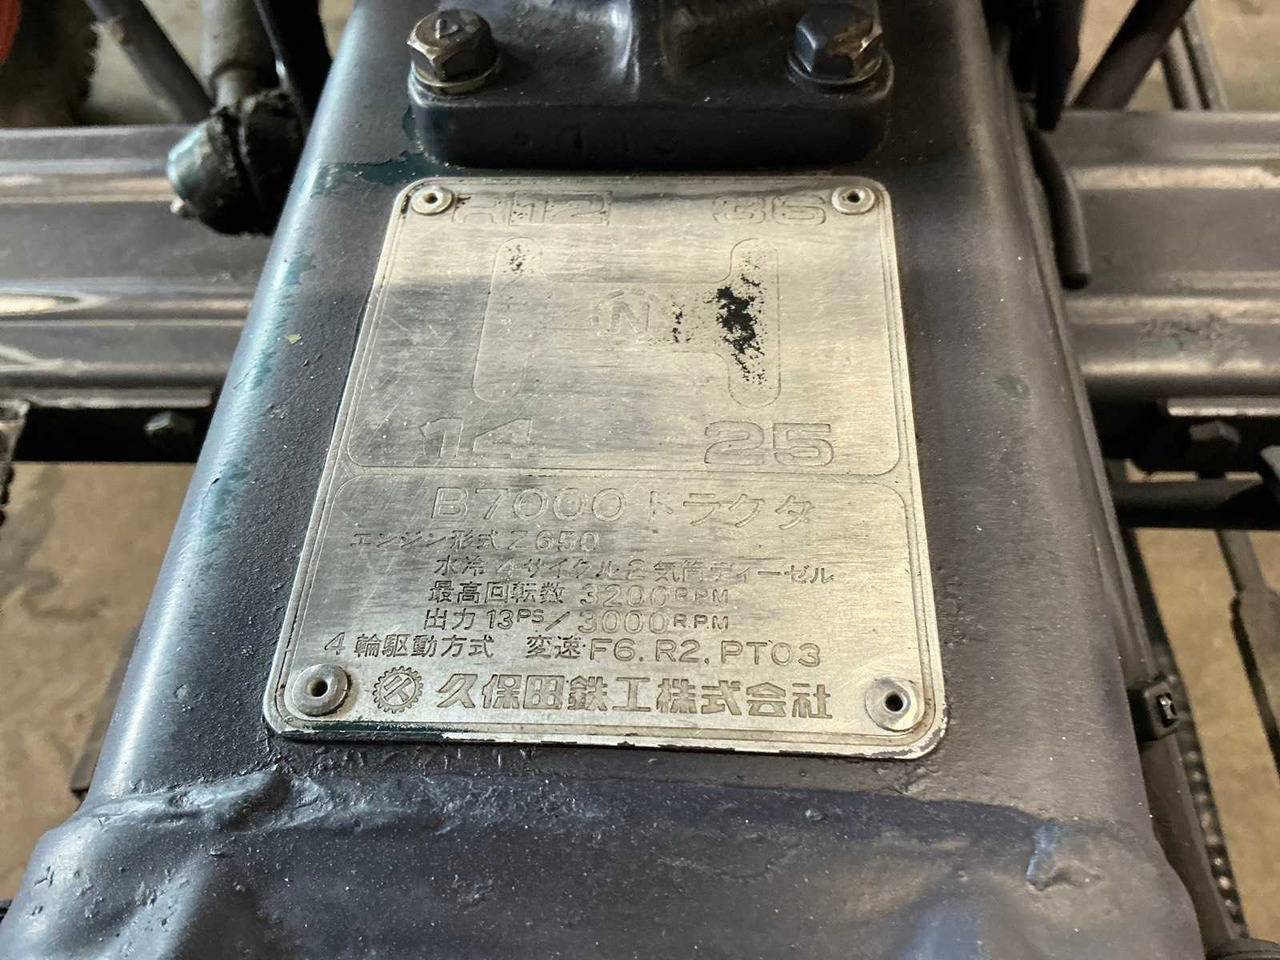 36
N
14 25
B7000トラクタ
エンジン形式Z650
水冷4サイクル2気筒ディーゼル
最高回転数 3200RPM
出力13PS/3000RPM
4輪駆動方式 変速F6.R2.PT03
久保田鉄工株式会社